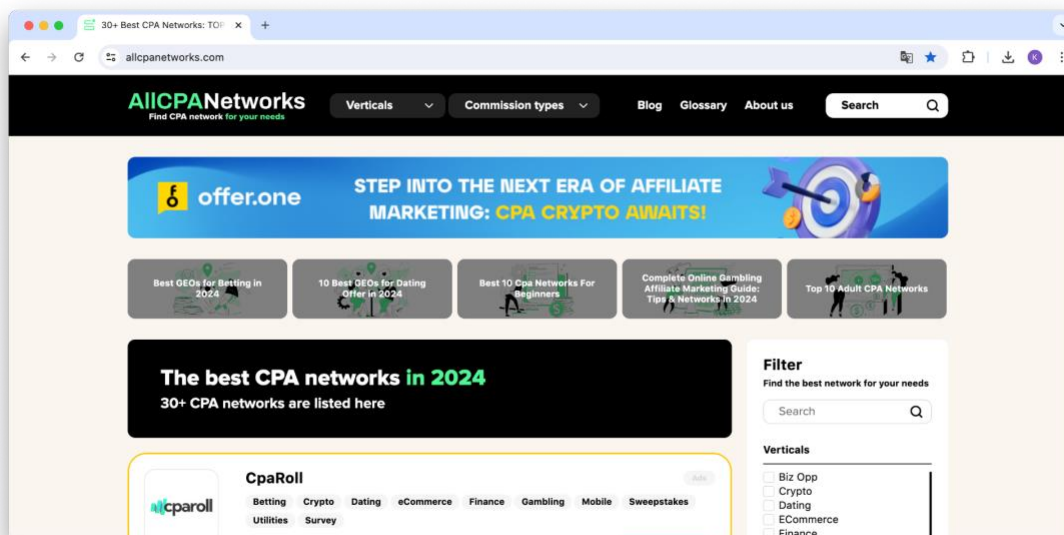 30+ Best CPA Networks: TOP
allcpanetworks.com
K
AllCPANetworks
Find CPA network for your needs
Verticals
Commission types
Blog
Glossary
About us
Search
offer.one
STEP INTO THE NEXT ERA OF AFFILIATE
MARKETING: CPA CRYPTO AWAITS!
Best GEOs for Betting in
2024
10 Best GEOs for Dating
Offer in 2024
Best 10 Cpa Networks For
Beginners
Complete Online Gambling
Affiliate Marketing Guide:
Tips & Networks in 2024
Top 10 Adult CPA Networks
The best CPA networks in 2024
30+ CPA networks are listed here
Filter
Find the best network for your needs
Search
Verticals
Biz Opp
Crypto
Dating
ECommerce
Finance
cparoll
CpaRoll
Ads
Betting Crypto Dating eCommerce Finance Gambling Mobile Sweepstakes
Utilities Survey